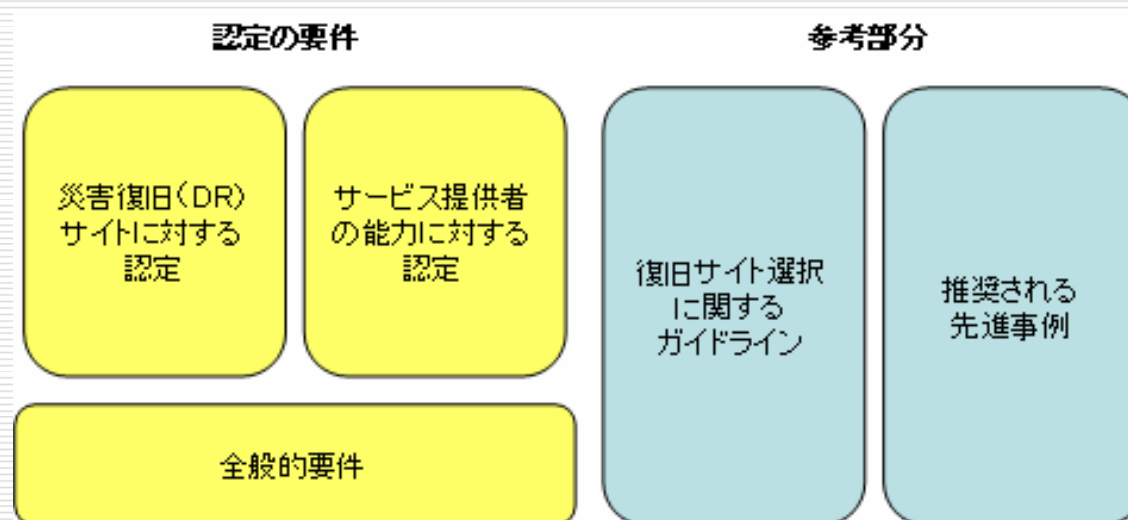 認定の要件
参考部分
災害復旧(DR)
サイトに対する
認定
サービス提供者
の能力に対する
認定
復旧サイト選択
に関する
ガイドライン
推奨される
先進事例
全般的要件